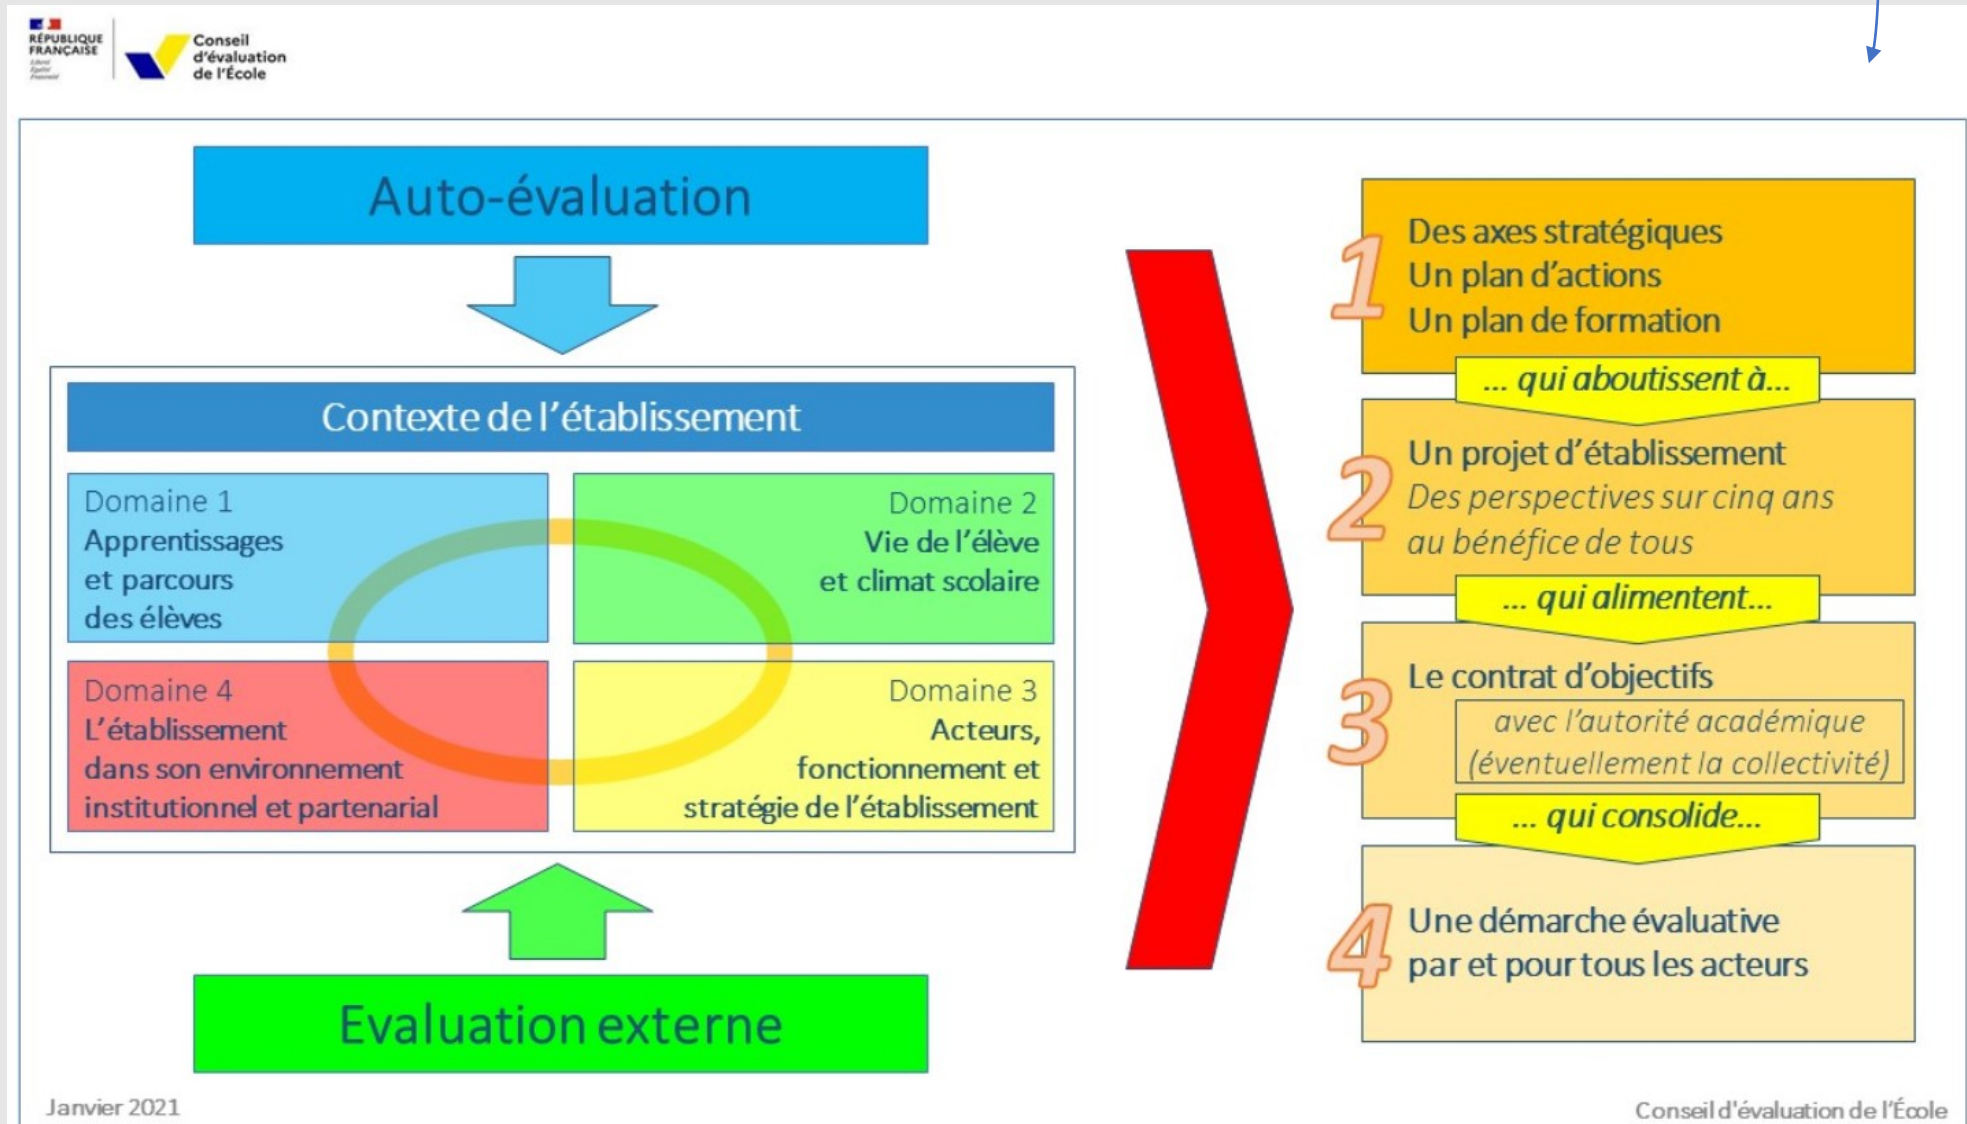 RÉPUBLIQUE
FRANÇAISE
Liberté
Égalité
Fraternité
Conseil
d'évaluation
de l'École
Auto-évaluation
Contexte de l'établissement
Domaine 1
Apprentissages
et parcours
des élèves
Domaine 2
Vie de l'élève
et climat scolaire
Domaine 4
L'établissement
dans son environnement
institutionnel et partenarial
Domaine 3
Acteurs,
fonctionnement et
stratégie de l'établissement
Evaluation externe
1
Des axes stratégiques
Un plan d'actions
Un plan de formation
... qui aboutissent à...
2
Un projet d'établissement
Des perspectives sur cinq ans
au bénéfice de tous
... qui alimentent...
3
Le contrat d'objectifs
avec l'autorité académique
(éventuellement la collectivité)
... qui consolide...
4
Une démarche évaluative
par et pour tous les acteurs
Janvier 2021
Conseil d'évaluation de l'École